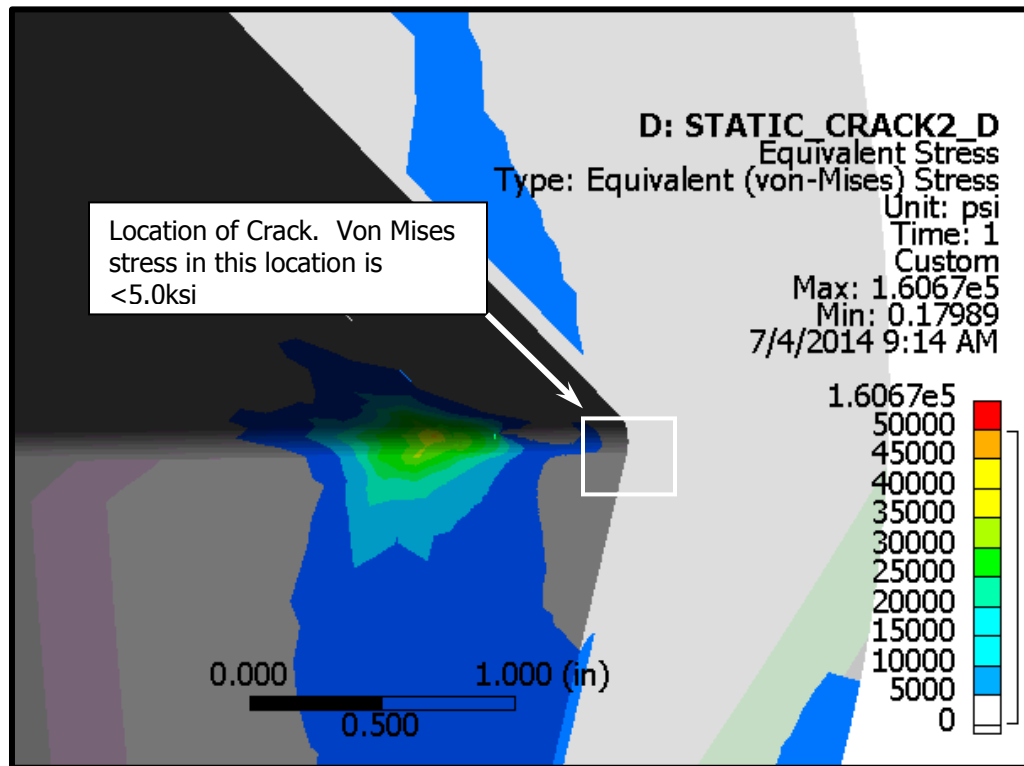 D: STATIC_CRACK2_D
Equivalent Stress
Type: Equivalent (von-Mises) Stress
Unit: psi
Time: 1
Custom
Max: 1.6067e5
Min: 0.17989
7/4/2014 9:14 AM
Location of Crack. Von Mises
stress in this location is
<5.0ksi
1.6067e5
50000
45000
40000
35000
30000
25000
20000
15000
10000
5000
0
0.000 1.000 (in)
0.500